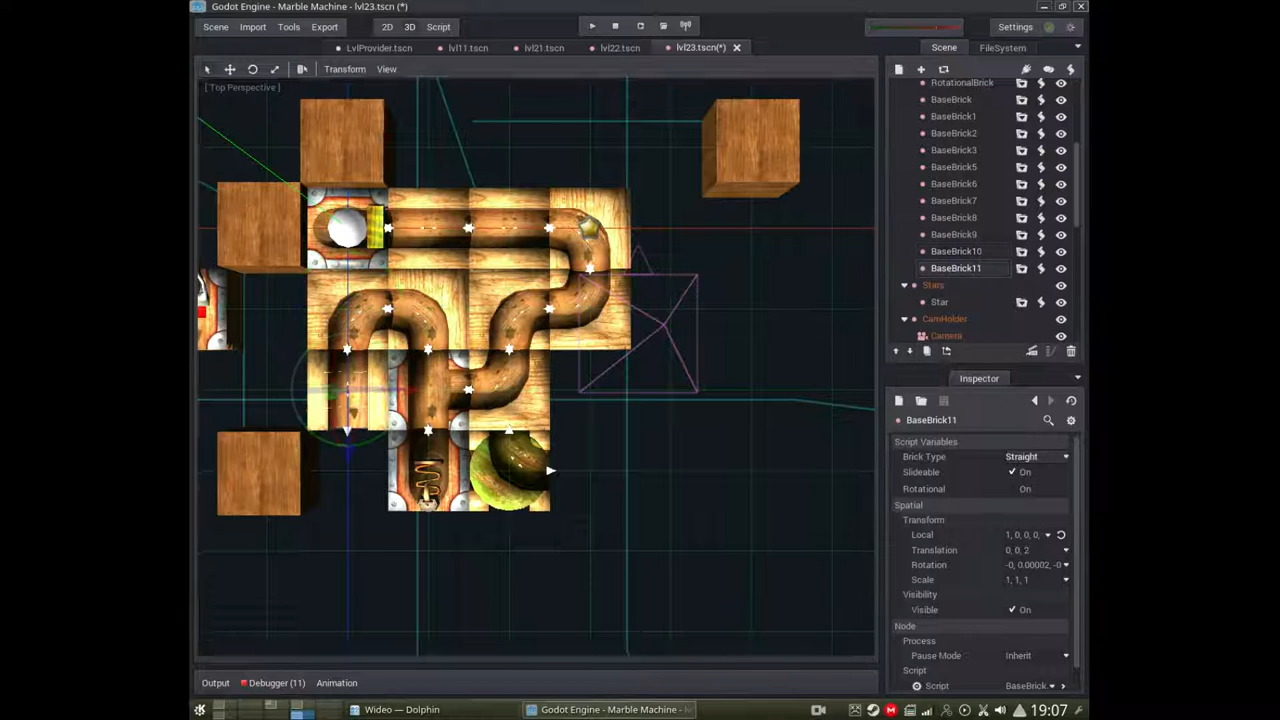 Godot Engine - Marble Machine - lvl23.tscn (*)
Scene Import Tools Export 2D 3D Script Settings
LvlProvider.tscn lvl11.tscn lvl21.tscn lvl22.tscn lvl23.tscn(*)
Scene FileSystem
Transform View
[ Top Perspective ]
RotationalBrick
BaseBrick
BaseBrick1
BaseBrick2
BaseBrick3
BaseBrick5
BaseBrick6
BaseBrick7
BaseBrick8
BaseBrick9
BaseBrick10
BaseBrick11
Stars
Star
CamHolder
Camera
Inspector
BaseBrick11
Script Variables
Brick Type Straight
Slideable On
Rotational On
Spatial
Transform
Local 1, 0, 0, 0,
Translation 0, 0, 2
Rotation -0, 0.00002, -0
Scale 1, 1, 1
Visibility
Visible On
Node
Process
Pause Mode Inherit
Script
Script BaseBrick.
Output Debugger (11) Animation
Wideo — Dolphin Godot Engine - Marble Machine - lv 19:07